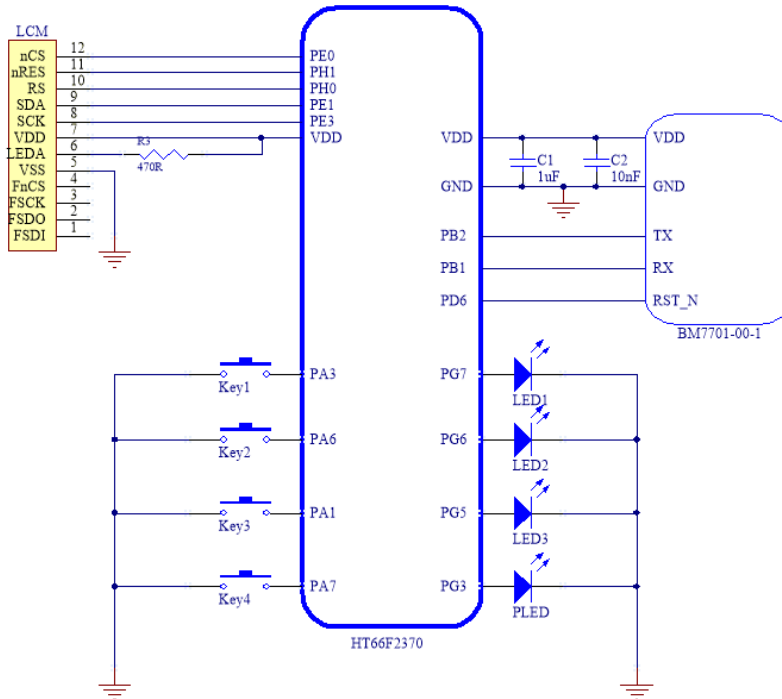 LCM
nCS 12 PE0
nRES 11 PH1
RS 10 PH0
SDA 9 PE1
SCK 8 PE3
VDD 7 R3 VDD VDD VDD
LEDA 6 470R C1 C2
VSS 5 1uF 10nF
FnCS 4 GND GND
FSCK 3
FSDO 2
FSDI 1 PB2 TX
PB1 RX
PD6 RST_N
BM7701-00-1
Key1 PA3 PG7 LED1
Key2 PA6 PG6 LED2
Key3 PA1 PG5 LED3
Key4 PA7 PG3 PLED
HT66F2370